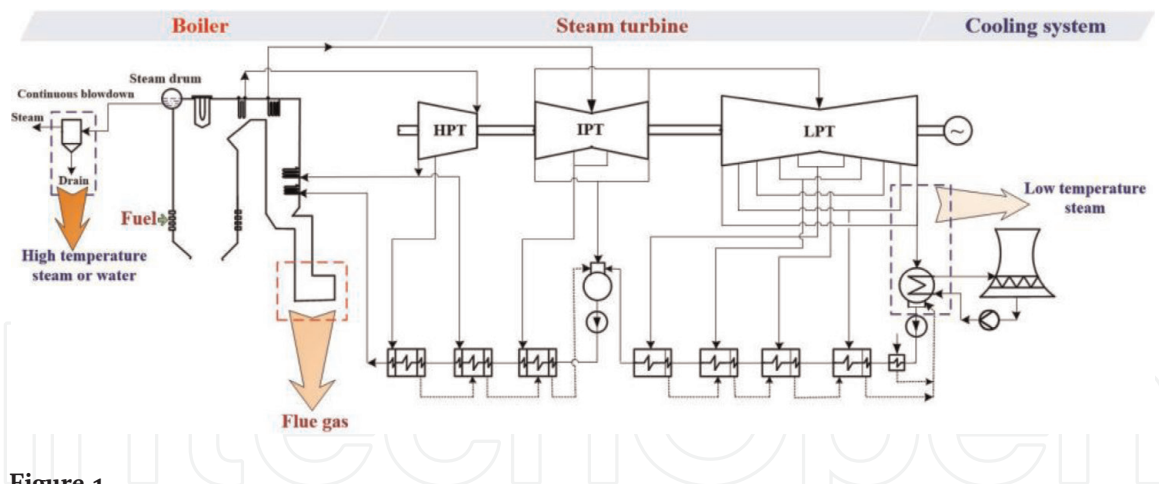 Boiler
Steam turbine
Cooling system
Steam drum
Continuous blowdown
Steam
Drain
Fuel
High temperature
steam or water
Flue gas
HPT
IPT
LPT
Low temperature
steam
Figure 1